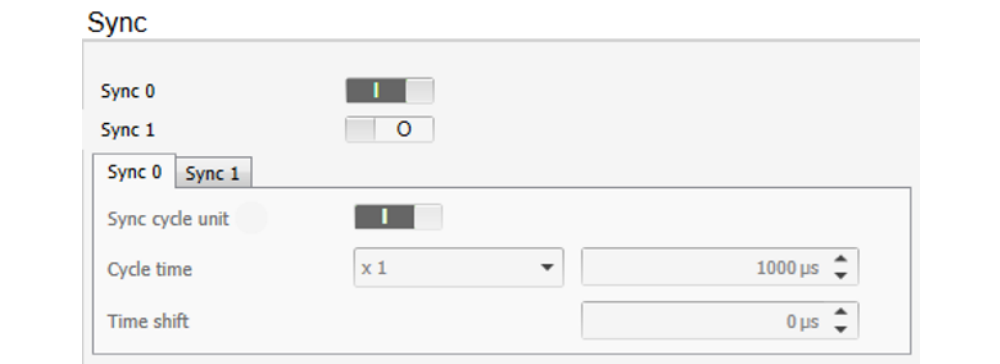 Sync
Sync 0 I
Sync 1 O
Sync 0 Sync 1
Sync cycle unit I
Cycle time x 1 1000 µs
Time shift 0 µs